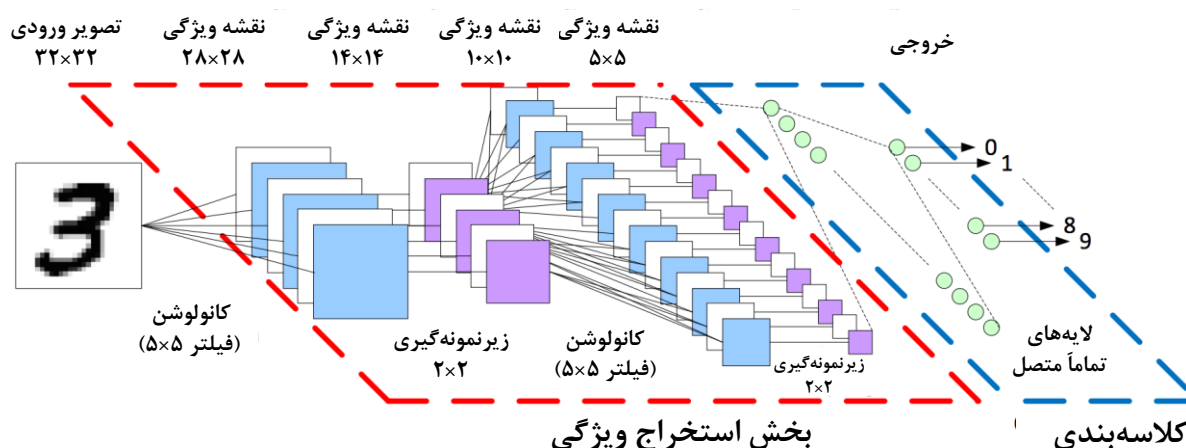 تصویر ورودی
۳۲×۳۲
نقشه ویژگی
۲۸×۲۸
نقشه ویژگی
۱۴×۱۴
نقشه ویژگی
۱۰×۱۰
نقشه ویژگی
۵×۵
خروجی
3
0
1
8
9
کانولوشن
(فیلتر ۵×۵)
زیرنمونه‌گیری
۲×۲
کانولوشن
(فیلتر ۵×۵)
زیرنمونه‌گیری
۲×۲
لایه‌های
تماماً متصل
بخش استخراج ویژگی
کلاسه‌بندی